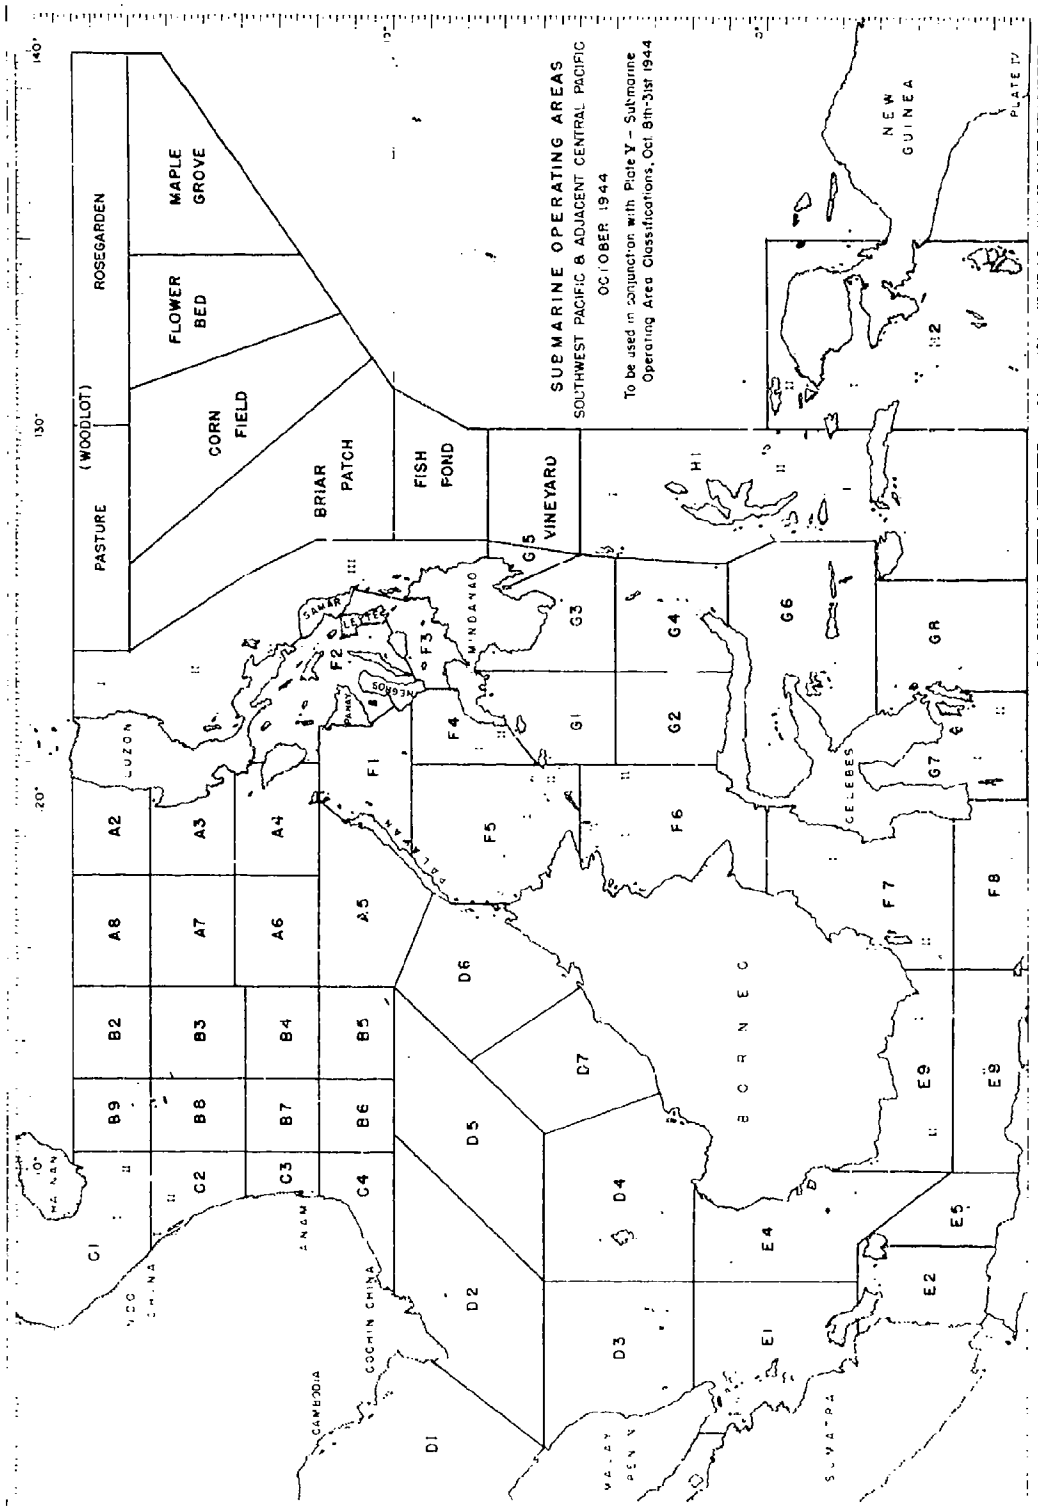 SUBMARINE OPERATING AREAS
SOUTHWEST PACIFIC & ADJACENT CENTRAL PACIFIC
OCTOBER 1944
To be used in conjunction with Plate V - Submarine
Operating Area Classifications, Oct. 8th-31st 1944
PLATE IV
140°
130°
(WOODLOT)
PASTURE
ROSEGARDEN
MAPLE
GROVE
FLOWER
BED
CORN
FIELD
BRIAR
PATCH
FISH
POND
VINEYARD
HAINAN
LUZON
SAMAR
LEYTE
PANAY
NEGROS
MINDANAO
PALAWAN
ANAM
CHINA
COCHIN CHINA
CAMBODIA
MALAY
PENN
SUMATRA
BORNEO
CELEBES
NEW
GUINEA
A2
A3
A4
A5
A6
A7
A8
B2
B3
B4
B5
B6
B7
B8
B9
C1
C2
C3
C4
D1
D2
D3
D4
D5
D6
D7
E1
E2
E4
E5
E8
E9
F1
F2
F3
F4
F5
F6
F7
F8
G1
G2
G3
G4
G5
G6
G7
G8
H1
H2